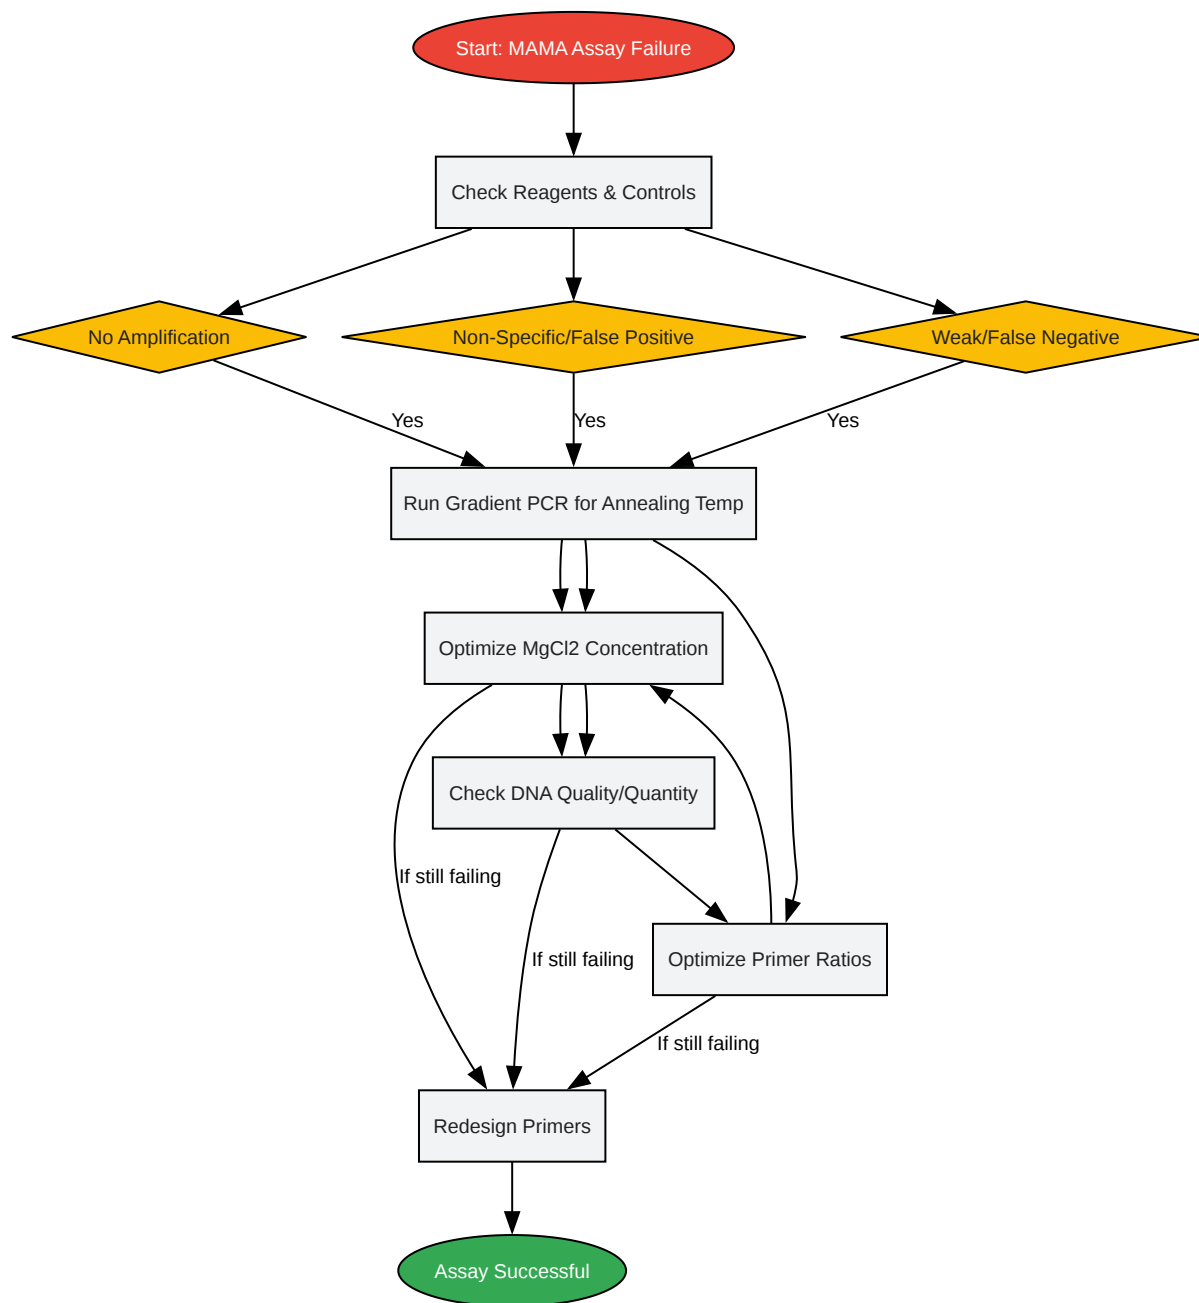 Start: MAMA Assay Failure
Check Reagents & Controls
No Amplification
Non-Specific/False Positive
Weak/False Negative
Yes
Yes
Yes
Run Gradient PCR for Annealing Temp
Optimize MgCl2 Concentration
Check DNA Quality/Quantity
If still failing
If still failing
Optimize Primer Ratios
If still failing
Redesign Primers
Assay Successful